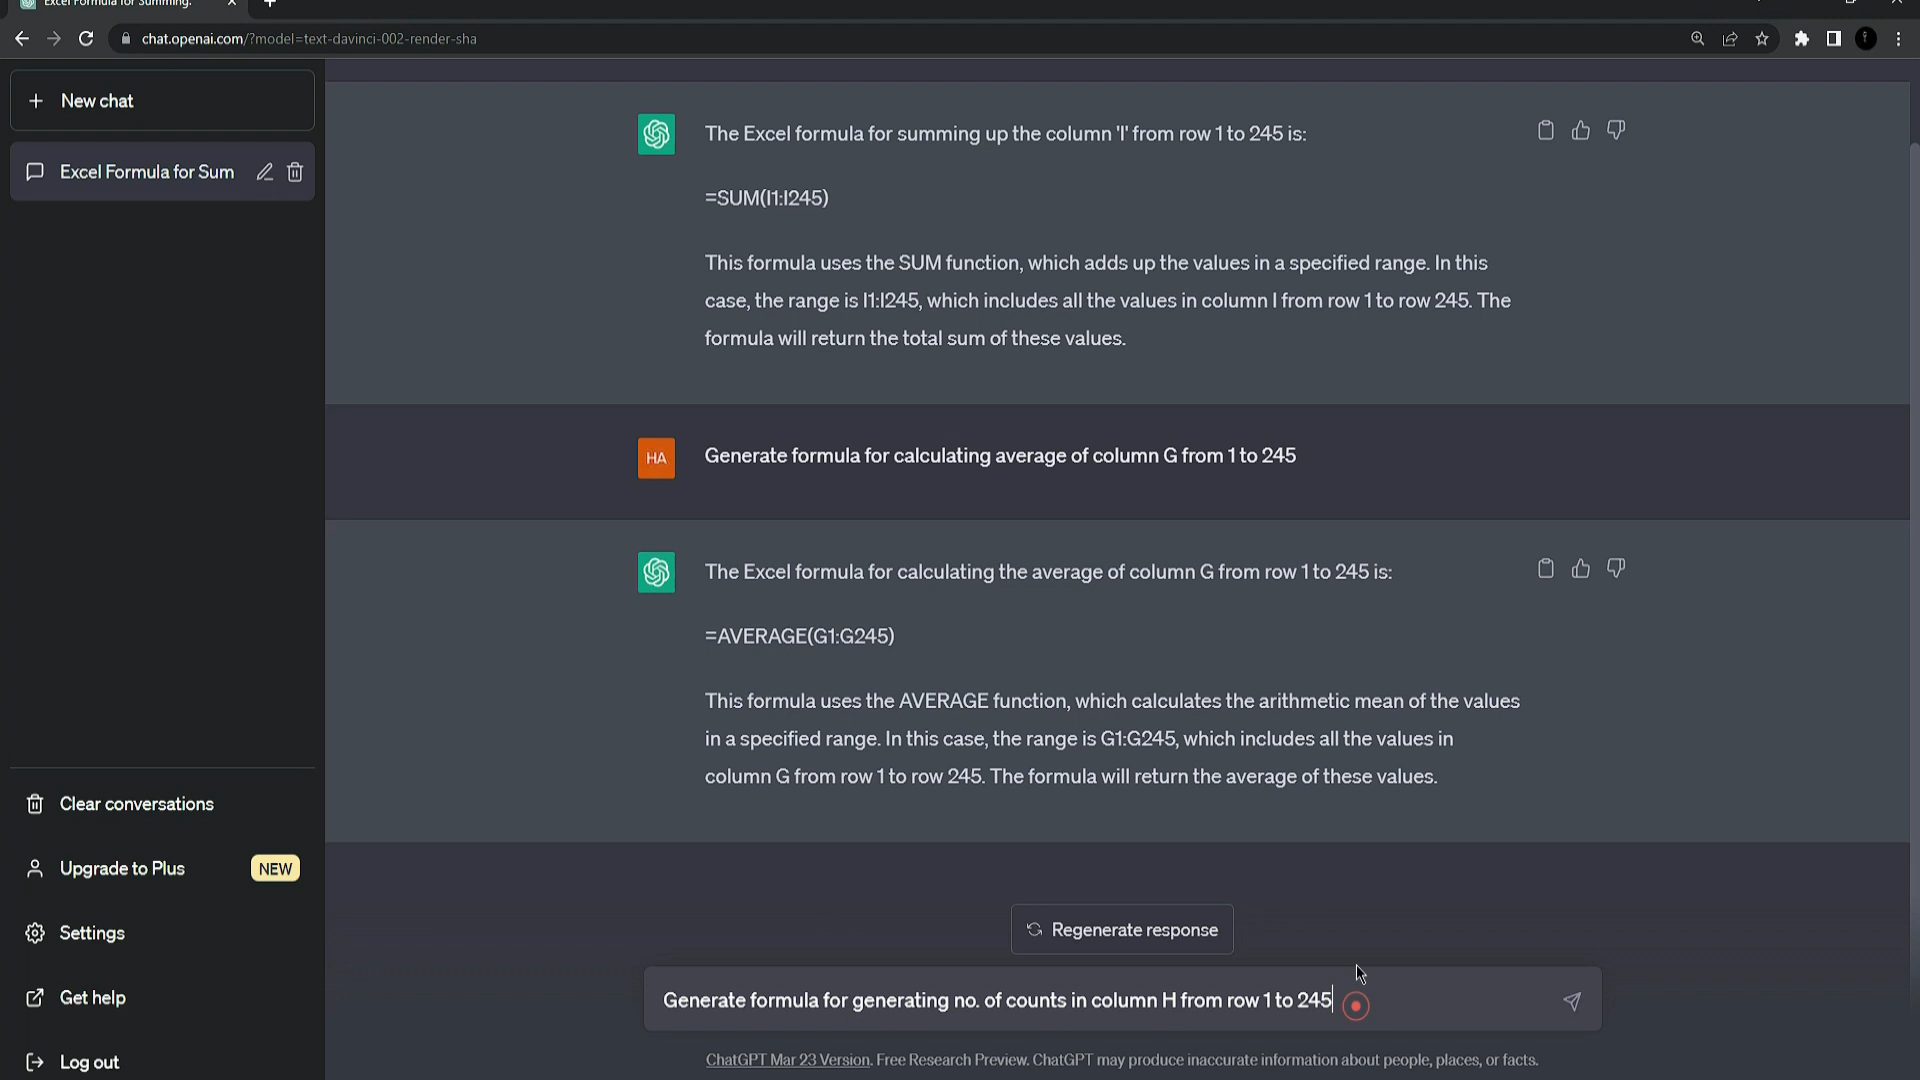 Excel Formula for Summing.
chat.openai.com/?model=text-davinci-002-render-sha
New chat
Excel Formula for Sum
The Excel formula for summing up the column 'I' from row 1 to 245 is:
=SUM(I1:I245)
This formula uses the SUM function, which adds up the values in a specified range. In this
case, the range is I1:I245, which includes all the values in column I from row 1 to row 245. The
formula will return the total sum of these values.
HA
Generate formula for calculating average of column G from 1 to 245
The Excel formula for calculating the average of column G from row 1 to 245 is:
=AVERAGE(G1:G245)
This formula uses the AVERAGE function, which calculates the arithmetic mean of the values
in a specified range. In this case, the range is G1:G245, which includes all the values in
column G from row 1 to row 245. The formula will return the average of these values.
Clear conversations
Upgrade to Plus NEW
Settings
Get help
Log out
Regenerate response
Generate formula for generating no. of counts in column H from row 1 to 245
ChatGPT Mar 23 Version. Free Research Preview. ChatGPT may produce inaccurate information about people, places, or facts.